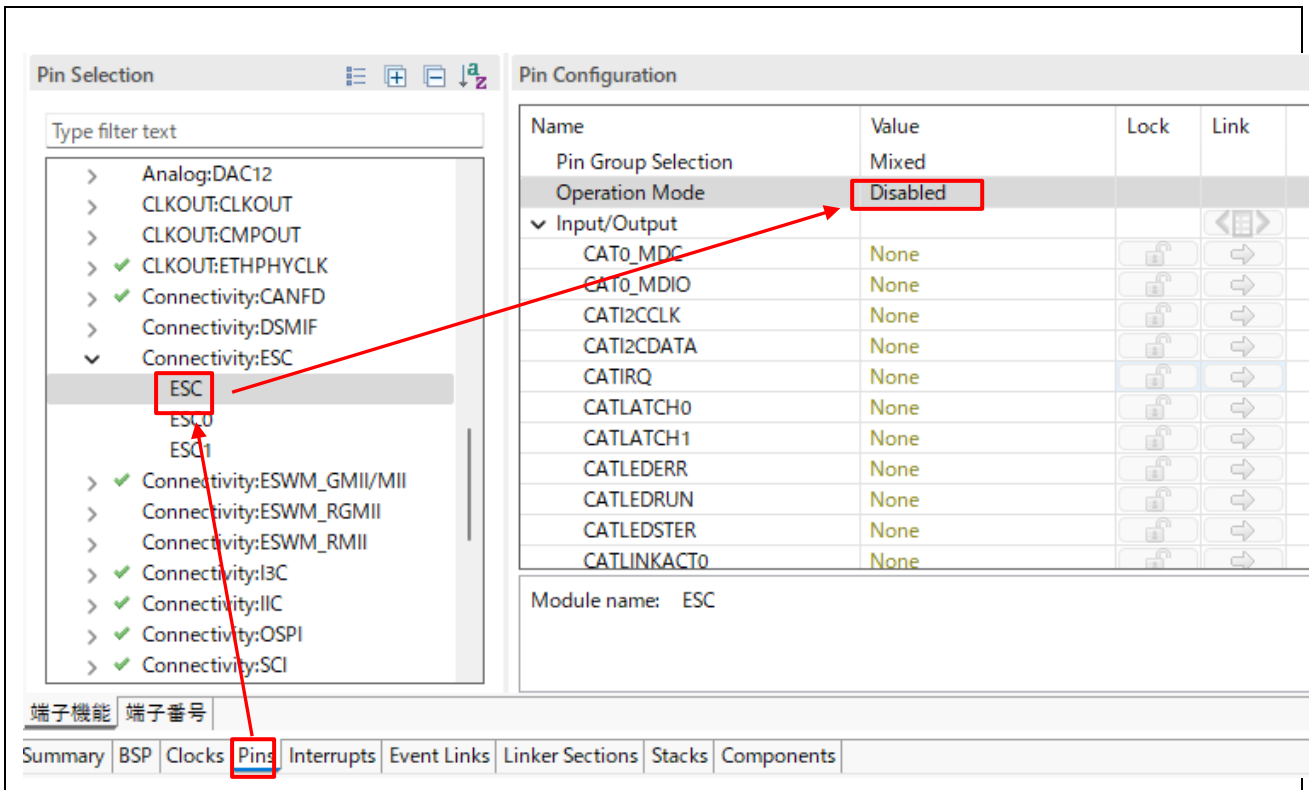 Pin Selection
Type filter text
Analog:DAC12
CLKOUT:CLKOUT
CLKOUT:CMPOUT
CLKOUT:ETHPHYCLK
Connectivity:CANFD
Connectivity:DSMIF
Connectivity:ESC
ESC
ESC0
ESC1
Connectivity:ESWM_GMII/MII
Connectivity:ESWM_RGMII
Connectivity:ESWM_RMII
Connectivity:I3C
Connectivity:IIC
Connectivity:OSPI
Connectivity:SCI
Pin Configuration
Name Value Lock Link
Pin Group Selection Mixed
Operation Mode Disabled
Input/Output
CAT0_MDC None
CAT0_MDIO None
CATI2CCLK None
CATI2CDATA None
CATIRQ None
CATLATCH0 None
CATLATCH1 None
CATLEDERR None
CATLEDRUN None
CATLEDSTER None
CATLINKACT0 None
Module name: ESC
端子機能 端子番号
Summary BSP Clocks Pins Interrupts Event Links Linker Sections Stacks Components